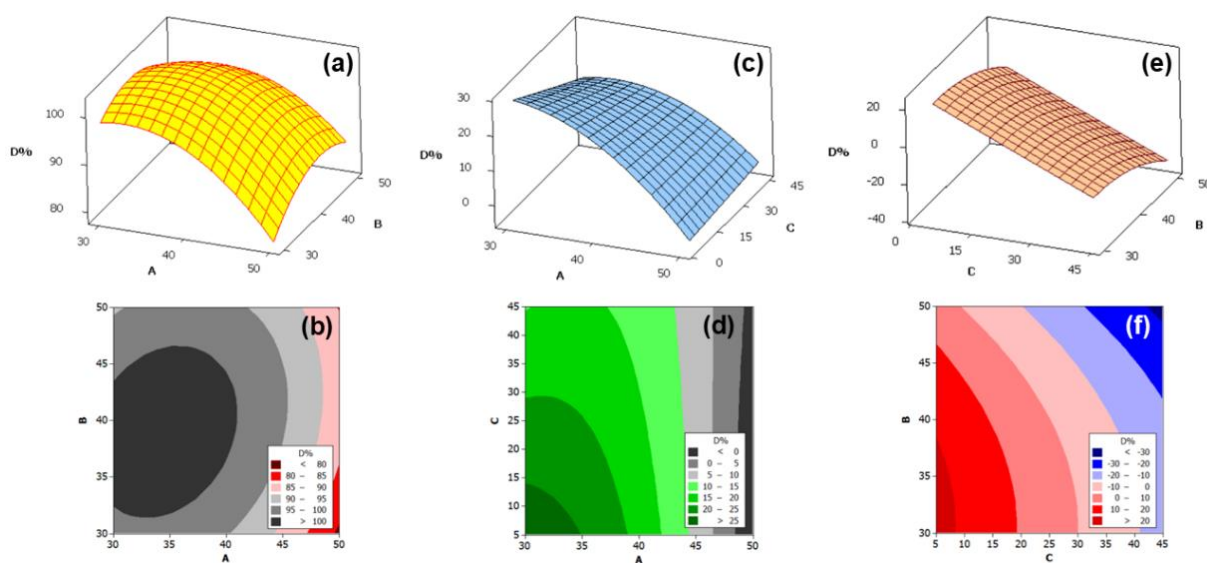 (a)
100
90
80
D%
30
40
50
A
30
40
50
B
(c)
30
20
10
0
D%
30
40
50
A
0
15
30
45
C
(e)
20
0
-20
-40
D%
0
15
30
45
C
30
40
50
B
(b)
50
45
40
35
30
B
30
35
40
45
50
A
D%
< 80
80 – 85
85 – 90
90 – 95
95 – 100
> 100
(d)
45
40
35
30
25
20
15
10
5
C
30
35
40
45
50
A
D%
< 0
0 – 5
5 – 10
10 – 15
15 – 20
20 – 25
> 25
(f)
50
45
40
35
30
B
5
10
15
20
25
30
35
40
45
C
D%
< -30
-30 – -20
-20 – -10
-10 – 0
0 – 10
10 – 20
> 20